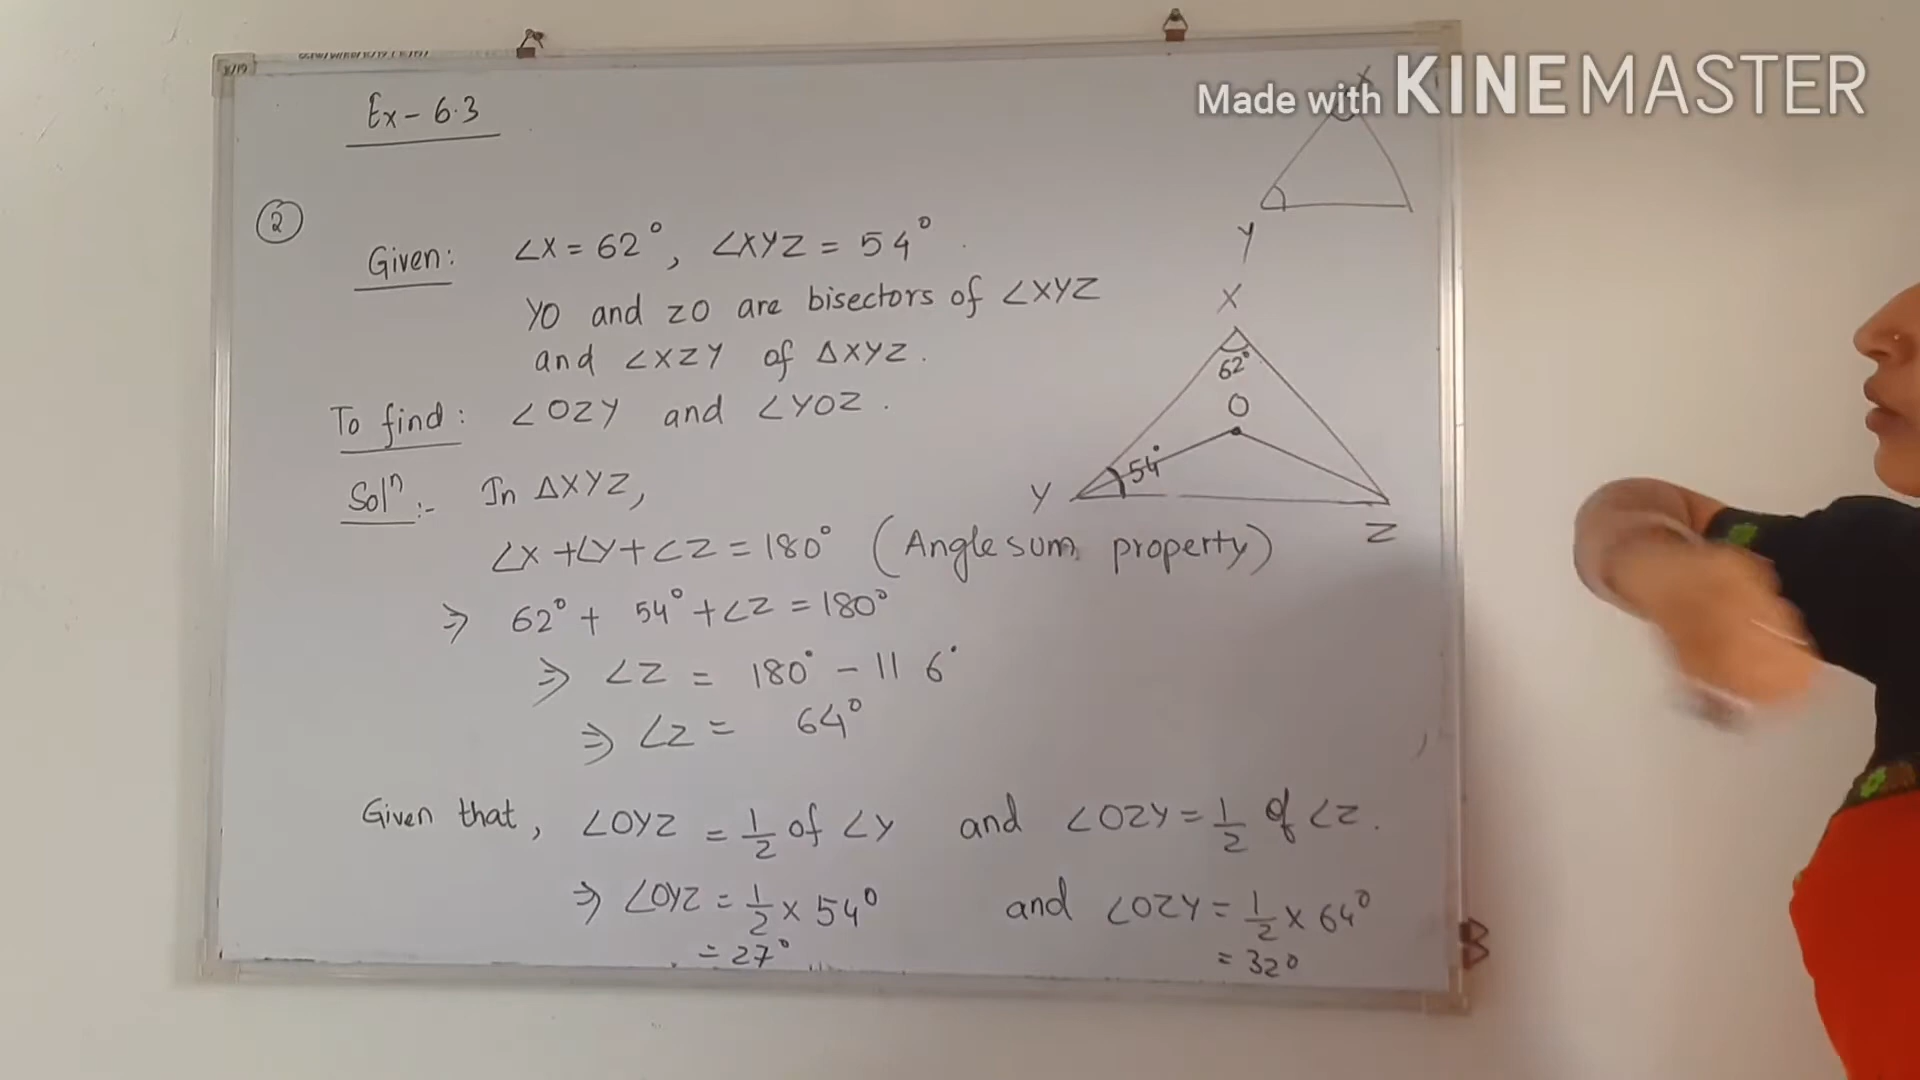 Made with KINEMASTER
Ex - 6.3
X
Y
②
Given: ∠X = 62°, ∠XYZ = 54°
YO and ZO are bisectors of ∠XYZ
and ∠XZY of ΔXYZ.
To find: ∠OZY and ∠YOZ.
X
62°
O
54°
Y
Z
Solⁿ:- In ΔXYZ,
∠X + ∠Y + ∠Z = 180° (Angle sum property)
⇒ 62° + 54° + ∠Z = 180°
⇒ ∠Z = 180° - 116°
⇒ ∠Z = 64°
Given that, ∠OYZ = 1/2 of ∠Y and ∠OZY = 1/2 of ∠Z.
⇒ ∠OYZ = 1/2 × 54° and ∠OZY = 1/2 × 64°
= 27° = 32°